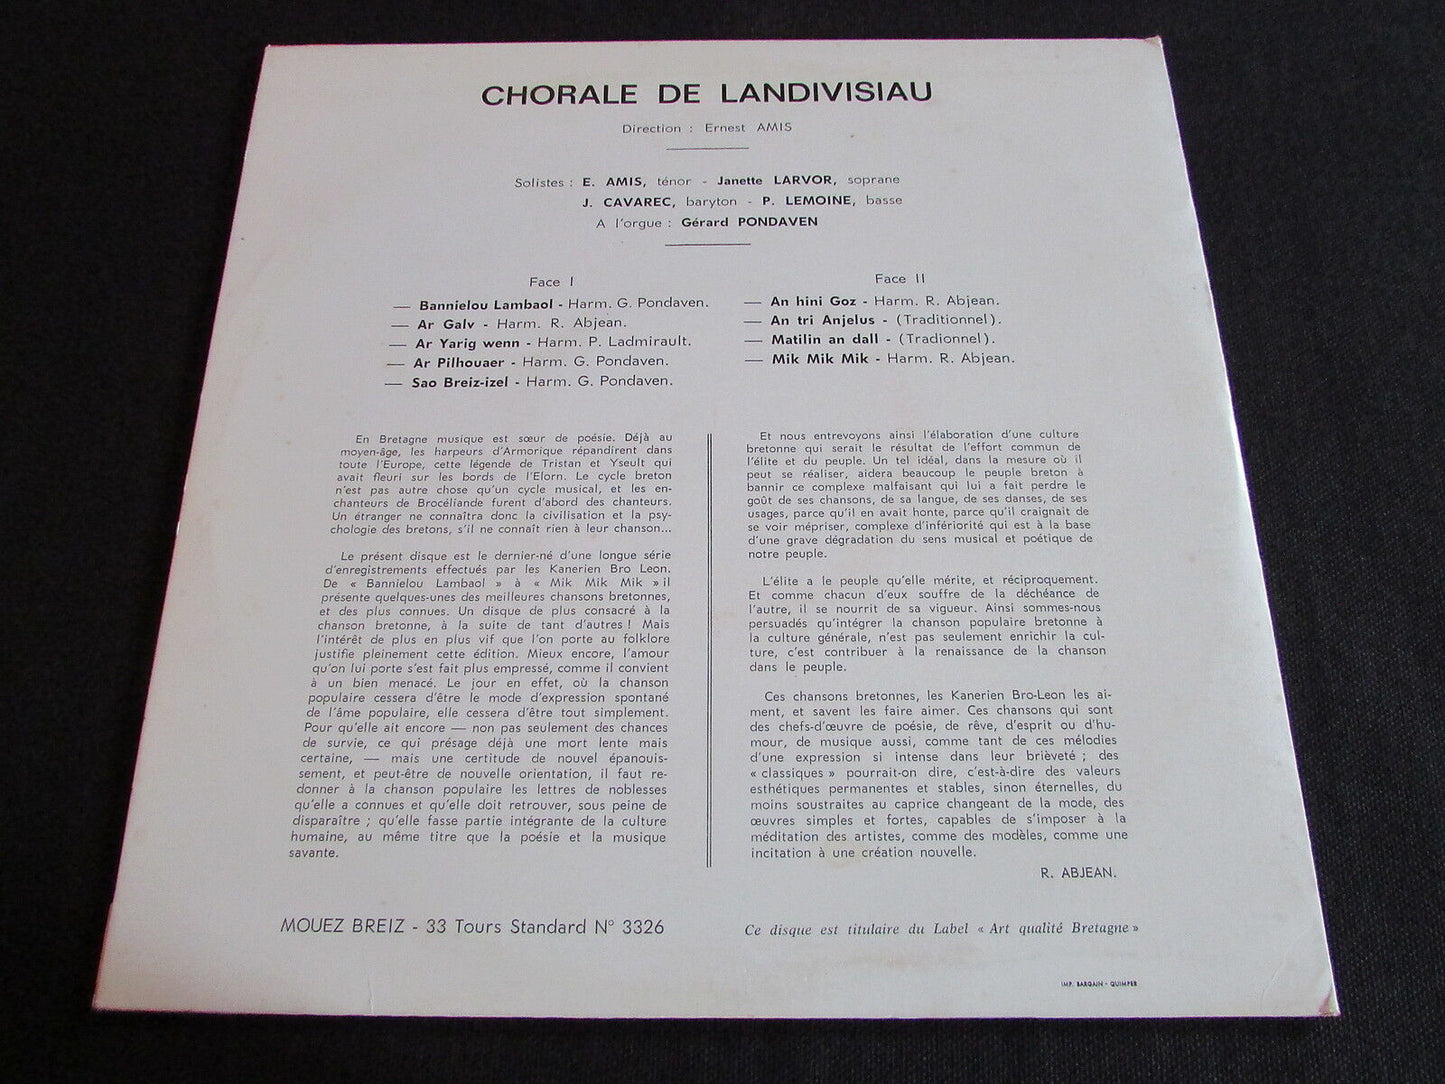 CHORALE DE LANDIVISIAU
Direction : Ernest AMIS
Solistes : E. AMIS, ténor - Janette LARVOR, soprane
J. CAVAREC, baryton - P. LEMOINE, basse
A l'orgue : Gérard PONDAVEN
Face I
— Bannielou Lambaol - Harm. G. Pondaven.
— Ar Galv - Harm. R. Abjean.
— Ar Yarig wenn - Harm. P. Ladmirault.
— Ar Pilhouaer - Harm. G. Pondaven.
— Sao Breiz-izel - Harm. G. Pondaven.
Face II
— An hini Goz - Harm. R. Abjean.
— An tri Anjelus - (Traditionnel).
— Matilin an dall - (Tradionnel).
— Mik Mik Mik - Harm. R. Abjean.
En Bretagne musique est sœur de poésie. Déjà au
moyen-âge, les harpeurs d'Armorique répandirent dans
toute l'Europe, cette légende de Tristan et Yseult qui
avait fleuri sur les bords de l'Elorn. Le cycle breton
n'est pas autre chose qu'un cycle musical, et les en-
chanteurs de Brocéliande furent d'abord des chanteurs.
Un étranger ne connaîtra donc la civilisation et la psy-
chologie des bretons, s'il ne connaît rien à leur chanson...
Le présent disque est le dernier-né d'une longue série
d'enregistrements effectués par les Kanerien Bro Leon.
De « Bannielou Lambaol » à « Mik Mik Mik » il
présente quelques-unes des meilleures chansons bretonnes,
et des plus connues. Un disque de plus consacré à la
chanson bretonne, à la suite de tant d'autres ! Mais
l'intérêt de plus en plus vif que l'on porte au folklore
justifie pleinement cette édition. Mieux encore, l'amour
qu'on lui porte s'est fait plus empressé, comme il convient
à un bien menacé. Le jour en effet, où la chanson
populaire cessera d'être le mode d'expression spontané
de l'âme populaire, elle cessera d'être tout simplement.
Pour qu'elle ait encore — non pas seulement des chances
de survie, ce qui présage déjà une mort lente mais
certaine, — mais une certitude de nouvel épanouis-
sement, et peut-être de nouvelle orientation, il faut re-
donner à la chanson populaire les lettres de noblesses
qu'elle a connues et qu'elle doit retrouver, sous peine de
disparaître ; qu'elle fasse partie intégrante de la culture
humaine, au même titre que la poésie et la musique
savante.
Et nous entrevoyons ainsi l'élaboration d'une culture
bretonne qui serait le résultat de l'effort commun de
l'élite et du peuple. Un tel idéal, dans la mesure où il
peut se réaliser, aidera beaucoup le peuple breton à
bannir ce complexe malfaisant qui lui a fait perdre le
goût de ses chansons, de sa langue, de ses danses, de ses
usages, parce qu'il en avait honte, parce qu'il craignait de
se voir mépriser, complexe d'infériorité qui est à la base
d'une grave dégradation du sens musical et poétique de
notre peuple.
L'élite a le peuple qu'elle mérite, et réciproquement.
Et comme chacun d'eux souffre de la déchéance de
l'autre, il se nourrit de sa vigueur. Ainsi sommes-nous
persuadés qu'intégrer la chanson populaire bretonne à
la culture générale, n'est pas seulement enrichir la cul-
ture, c'est contribuer à la renaissance de la chanson
dans le peuple.
Ces chansons bretonnes, les Kanerien Bro-Leon les ai-
ment, et savent les faire aimer. Ces chansons qui sont
des chefs-d'œuvre de poésie, de rêve, d'esprit ou d'hu-
mour, de musique aussi, comme tant de ces mélodies
d'une expression si intense dans leur brièveté ; des
« classiques » pourrait-on dire, c'est-à-dire des valeurs
esthétiques permanentes et stables, sinon éternelles, du
moins soustraites au caprice changeant de la mode, des
œuvres simples et fortes, capables de s'imposer à la
méditation des artistes, comme des modèles, comme une
incitation à une création nouvelle.
R. ABJEAN.
MOUEZ BREIZ - 33 Tours Standard N° 3326
Ce disque est titulaire du Label « Art qualité Bretagne »
IMP. BARGAIN - QUIMPER